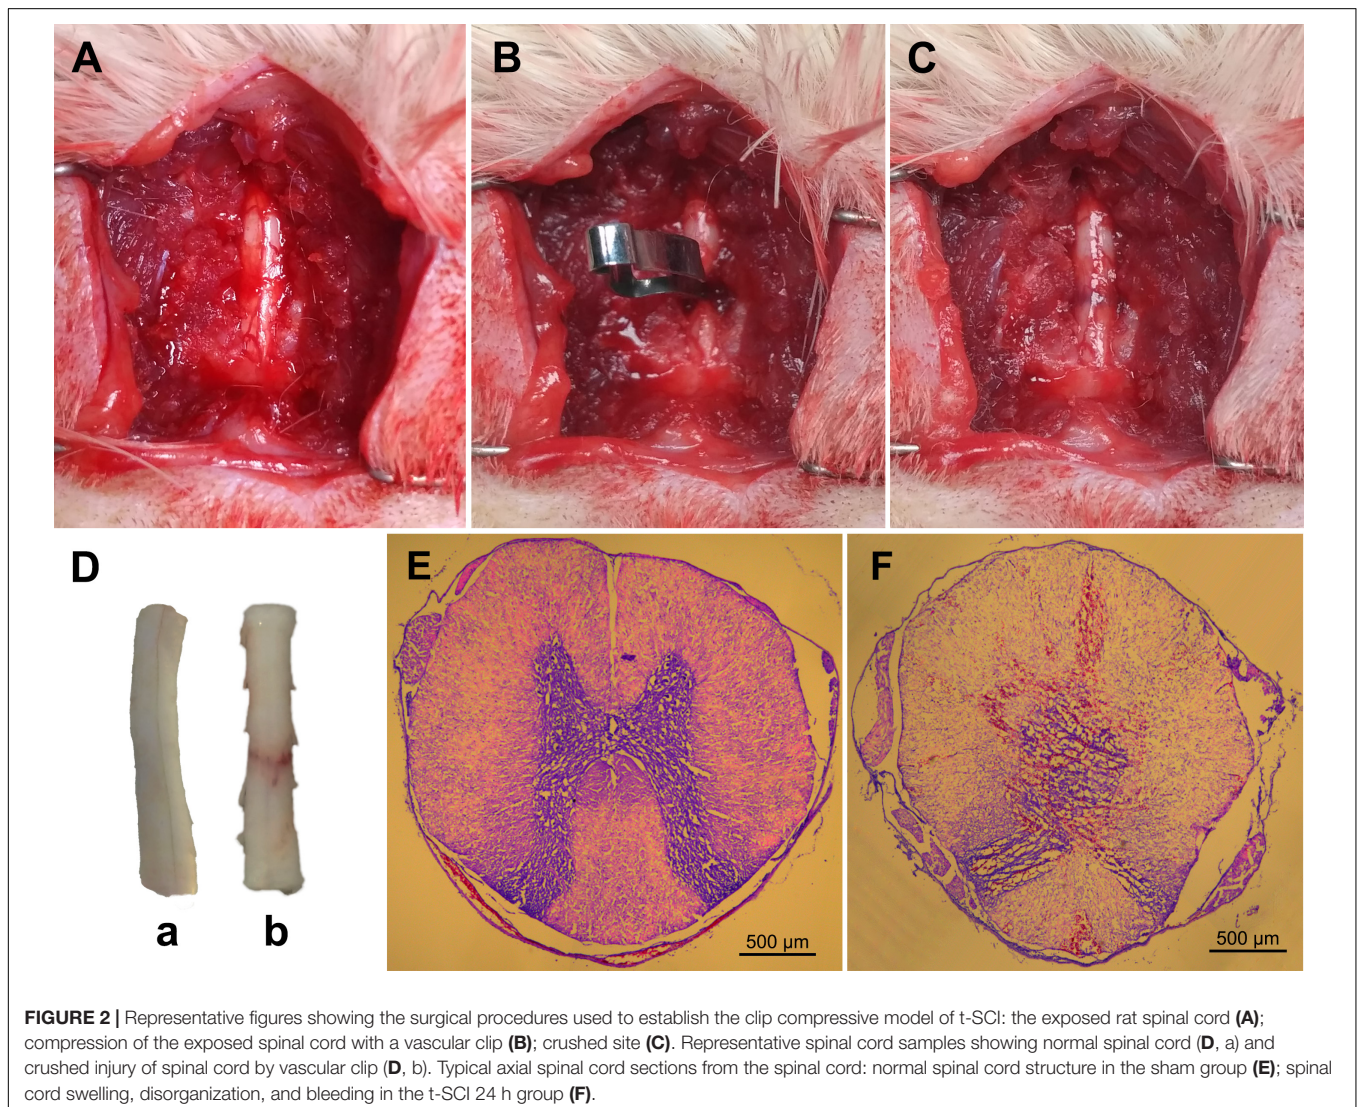 A
B
C
D
E
F
a
b
500 µm
500 µm
FIGURE 2 | Representative figures showing the surgical procedures used to establish the clip compressive model of t-SCI: the exposed rat spinal cord (A);
compression of the exposed spinal cord with a vascular clip (B); crushed site (C). Representative spinal cord samples showing normal spinal cord (D, a) and
crushed injury of spinal cord by vascular clip (D, b). Typical axial spinal cord sections from the spinal cord: normal spinal cord structure in the sham group (E); spinal
cord swelling, disorganization, and bleeding in the t-SCI 24 h group (F).